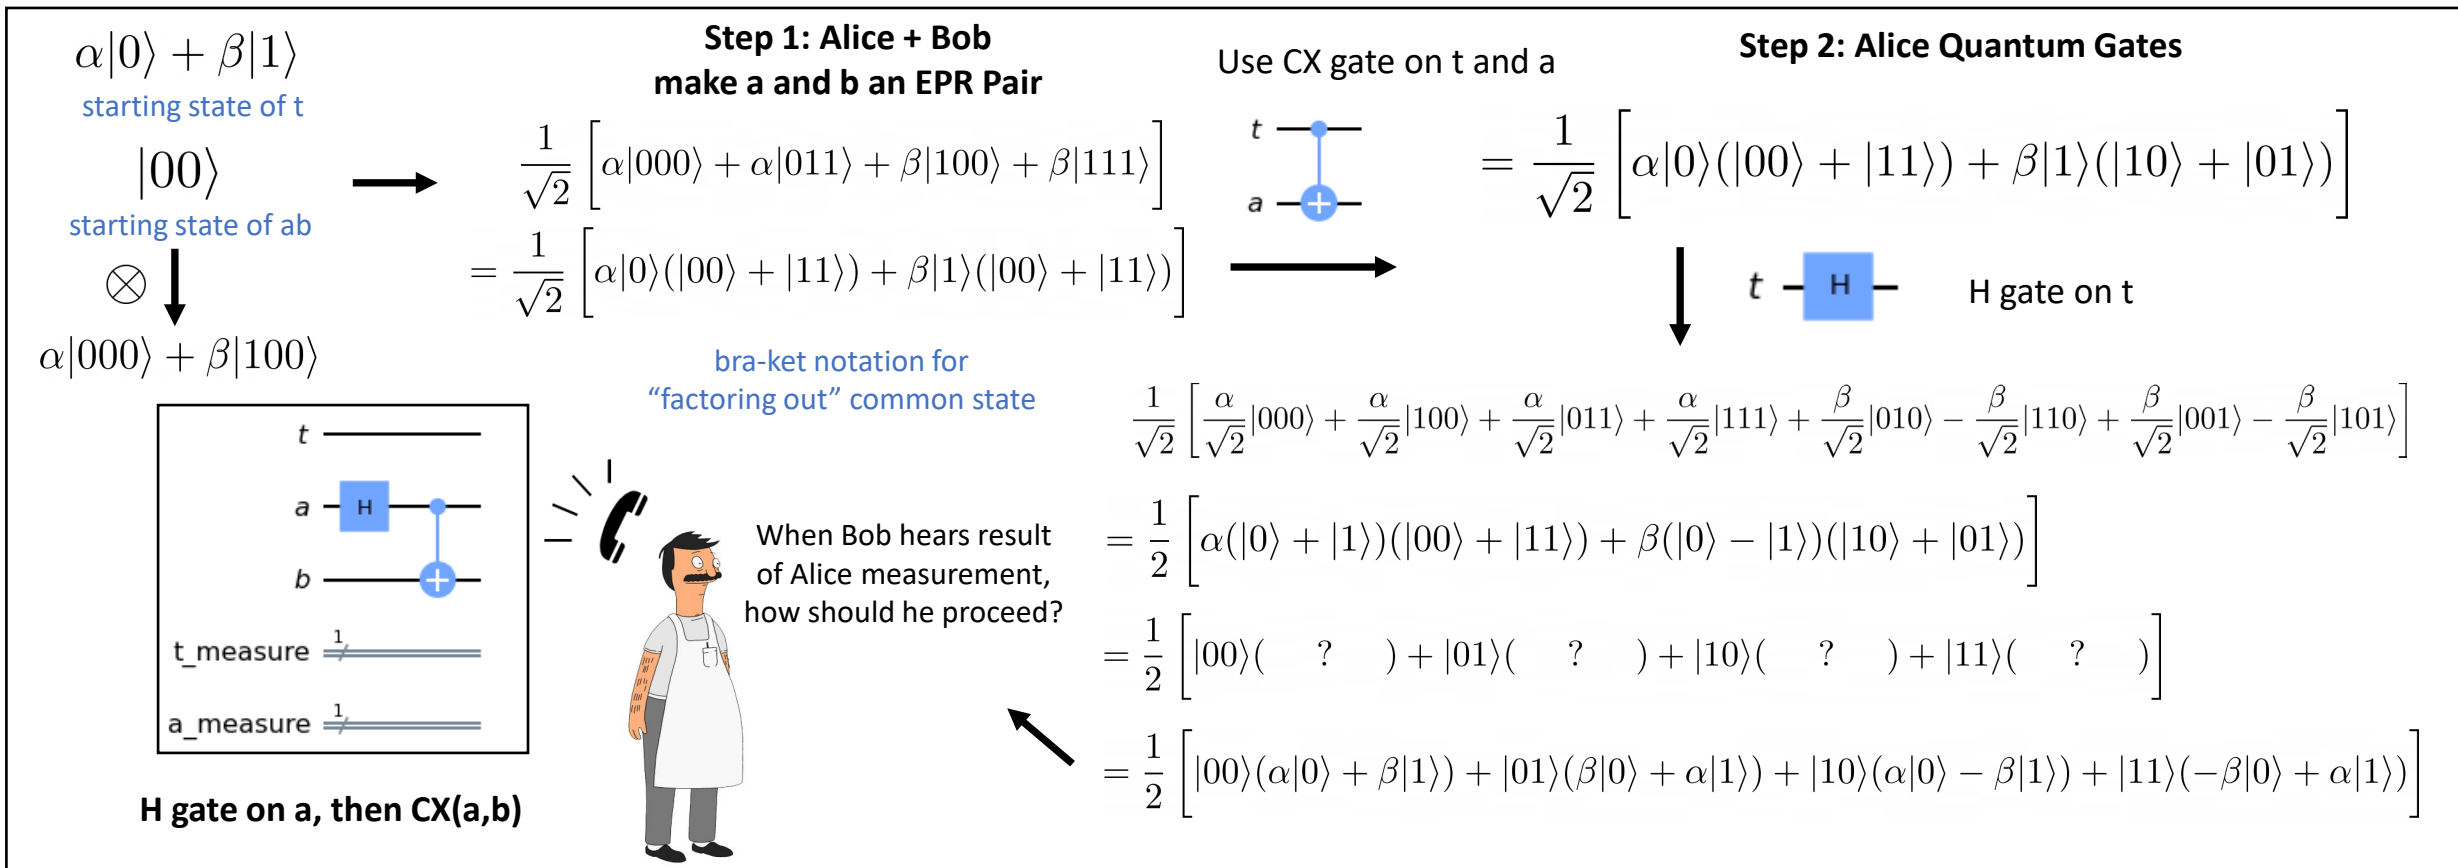 α|0⟩ + β|1⟩
starting state of t
|00⟩
starting state of ab
⊗
α|000⟩ + β|100⟩
Step 1: Alice + Bob
make a and b an EPR Pair
1/√2 [α|000⟩ + α|011⟩ + β|100⟩ + β|111⟩]
= 1/√2 [α|0⟩(|00⟩ + |11⟩) + β|1⟩(|00⟩ + |11⟩)]
bra-ket notation for
“factoring out” common state
Use CX gate on t and a
t
a
Step 2: Alice Quantum Gates
= 1/√2 [α|0⟩(|00⟩ + |11⟩) + β|1⟩(|10⟩ + |01⟩)]
t H H gate on t
1/√2 [α/√2|000⟩ + α/√2|100⟩ + α/√2|011⟩ + α/√2|111⟩ + β/√2|010⟩ − β/√2|110⟩ + β/√2|001⟩ − β/√2|101⟩]
= 1/2 [α(|0⟩ + |1⟩)(|00⟩ + |11⟩) + β(|0⟩ − |1⟩)(|10⟩ + |01⟩)]
= 1/2 [|00⟩( ? ) + |01⟩( ? ) + |10⟩( ? ) + |11⟩( ? )]
= 1/2 [|00⟩(α|0⟩ + β|1⟩) + |01⟩(β|0⟩ + α|1⟩) + |10⟩(α|0⟩ − β|1⟩) + |11⟩(−β|0⟩ + α|1⟩)]
t
a H
b
t_measure 1
a_measure 1
H gate on a, then CX(a,b)
When Bob hears result
of Alice measurement,
how should he proceed?